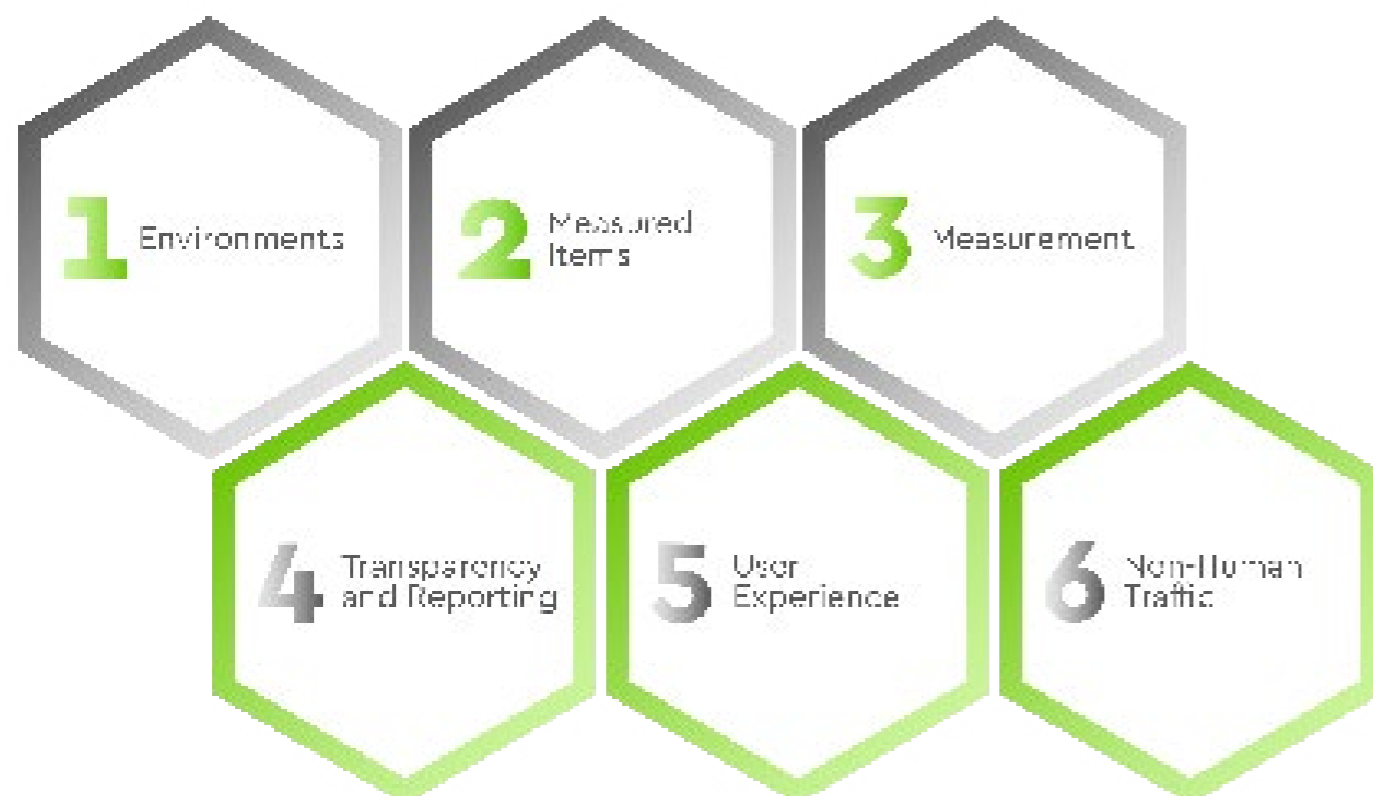 1 Environments
2 Measured
Items
3 Measurement
4 Transparency
and Reporting
5 User
Experience
6 Non-Human
Traffic